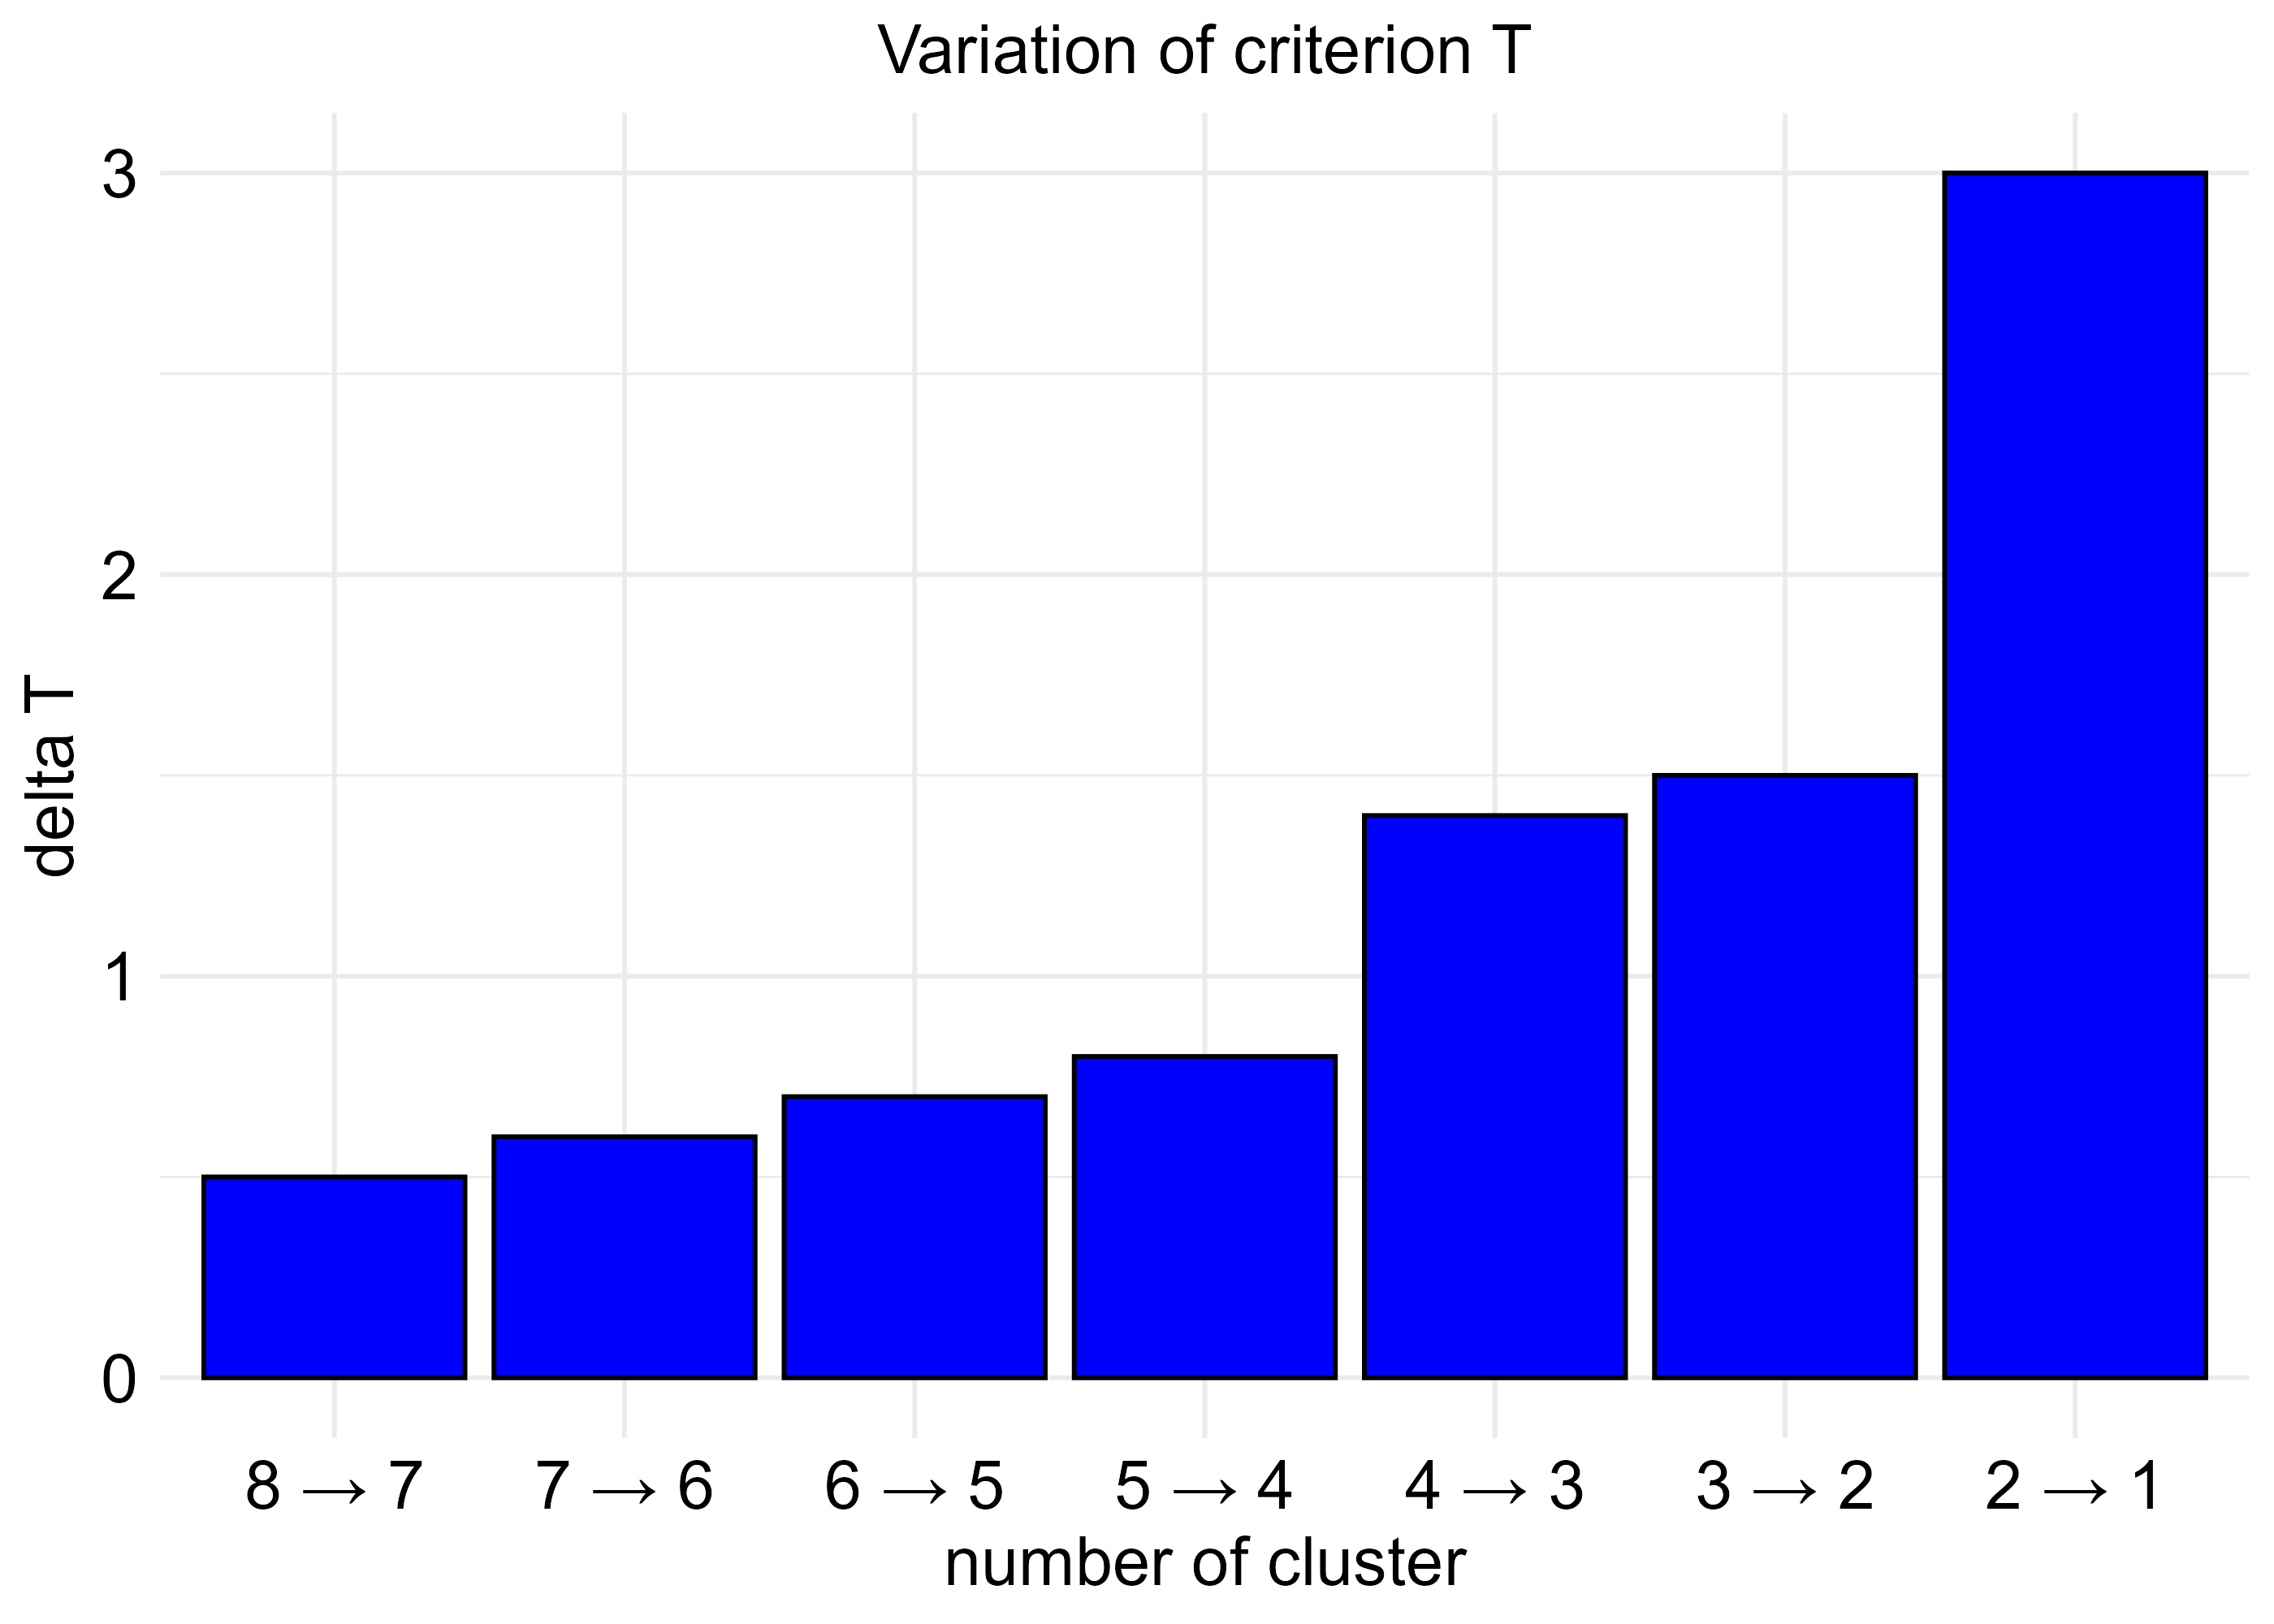 Variation of criterion T
3
2
1
0
delta T
8 → 7 7 → 6 6 → 5 5 → 4 4 → 3 3 → 2 2 → 1
number of cluster